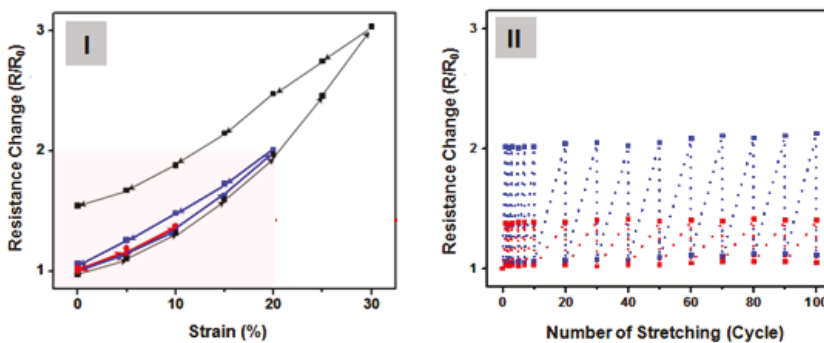 I
Resistance Change (R/R₀)
3
2
1
0
10
20
30
Strain (%)
II
Resistance Change (R/R₀)
3
2
1
0
20
40
60
80
100
Number of Stretching (Cycle)